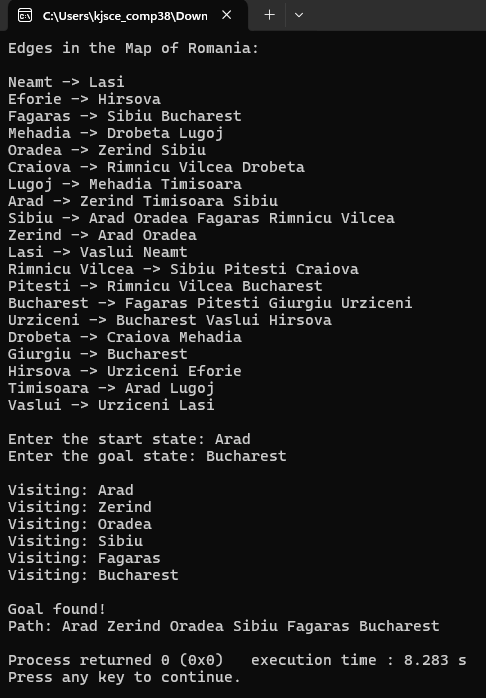 C:\Users\kjsce_comp38\Down
Edges in the Map of Romania:
Neamt -> Lasi
Eforie -> Hirsova
Fagaras -> Sibiu Bucharest
Mehadia -> Drobeta Lugoj
Oradea -> Zerind Sibiu
Craiova -> Rimnicu Vilcea Drobeta
Lugoj -> Mehadia Timisoara
Arad -> Zerind Timisoara Sibiu
Sibiu -> Arad Oradea Fagaras Rimnicu Vilcea
Zerind -> Arad Oradea
Lasi -> Vaslui Neamt
Rimnicu Vilcea -> Sibiu Pitesti Craiova
Pitesti -> Rimnicu Vilcea Bucharest
Bucharest -> Fagaras Pitesti Giurgiu Urziceni
Urziceni -> Bucharest Vaslui Hirsova
Drobeta -> Craiova Mehadia
Giurgiu -> Bucharest
Hirsova -> Urziceni Eforie
Timisoara -> Arad Lugoj
Vaslui -> Urziceni Lasi
Enter the start state: Arad
Enter the goal state: Bucharest
Visiting: Arad
Visiting: Zerind
Visiting: Oradea
Visiting: Sibiu
Visiting: Fagaras
Visiting: Bucharest
Goal found!
Path: Arad Zerind Oradea Sibiu Fagaras Bucharest
Process returned 0 (0x0)   execution time : 8.283 s
Press any key to continue.